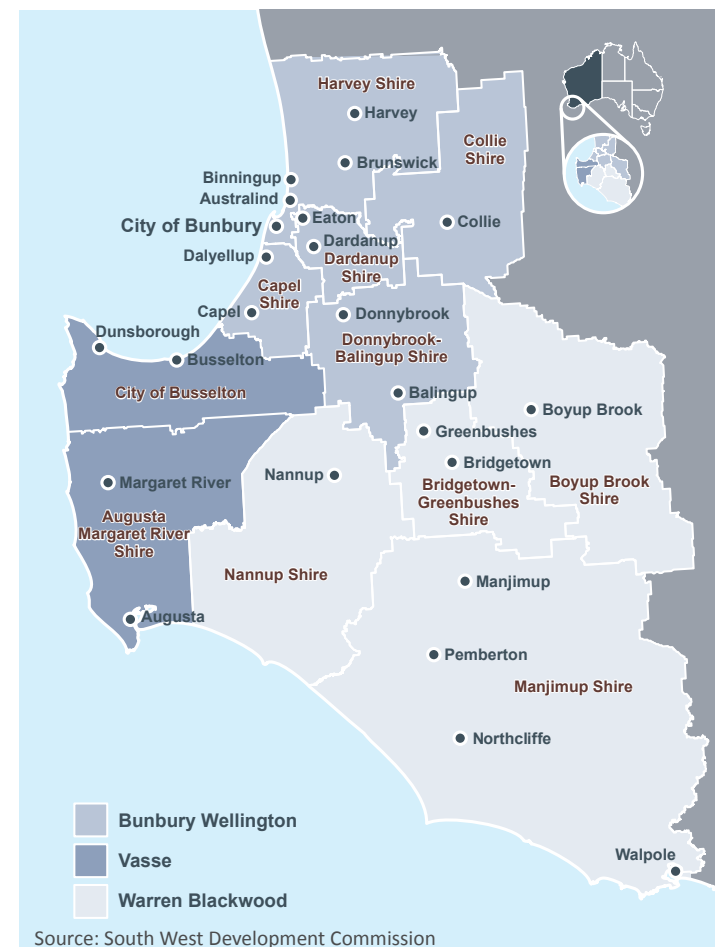 Harvey Shire
Harvey
Collie
Shire
Brunswick
Binningup
Australind
Eaton
City of Bunbury
Collie
Dardanup
Dardanup
Shire
Dalyellup
Capel
Shire
Capel
Donnybrook
Dunsborough
Donnybrook-
Balingup Shire
Busselton
City of Busselton
Balingup
Boyup Brook
Greenbushes
Bridgetown
Nannup
Margaret River
Bridgetown-
Greenbushes
Shire
Boyup Brook
Shire
Augusta
Margaret River
Shire
Nannup Shire
Manjimup
Augusta
Pemberton
Manjimup Shire
Northcliffe
Bunbury Wellington
Vasse
Walpole
Warren Blackwood
Source: South West Development Commission